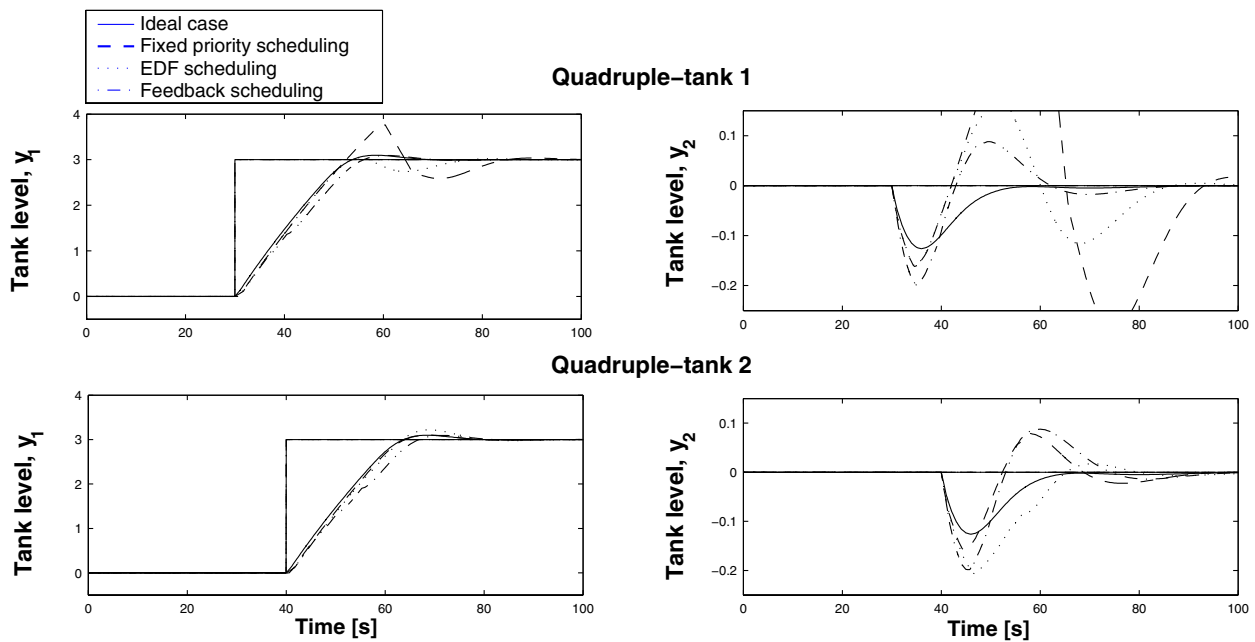 Ideal case
Fixed priority scheduling
EDF scheduling
Feedback scheduling
Quadruple−tank 1
Tank level, y1
4
3
2
1
0
0 20 40 60 80 100
Tank level, y2
0.1
0
−0.1
−0.2
0 20 40 60 80 100
Quadruple−tank 2
Tank level, y1
4
3
2
1
0
0 20 40 60 80 100
Time [s]
Tank level, y2
0.1
0
−0.1
−0.2
0 20 40 60 80 100
Time [s]